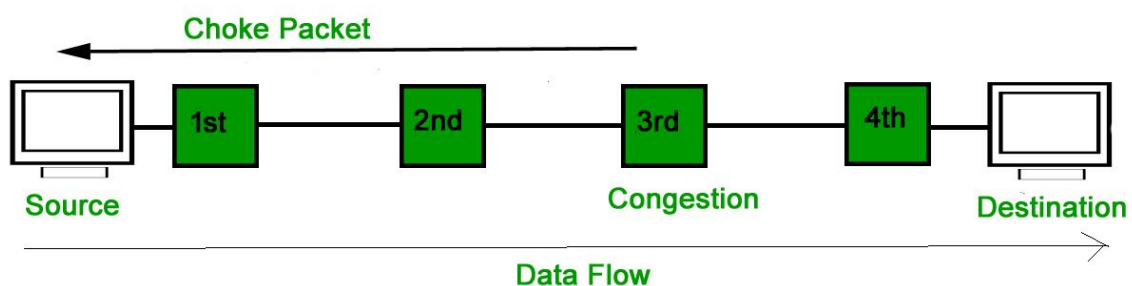 Choke Packet
1st
2nd
3rd
4th
Source
Congestion
Destination
Data Flow